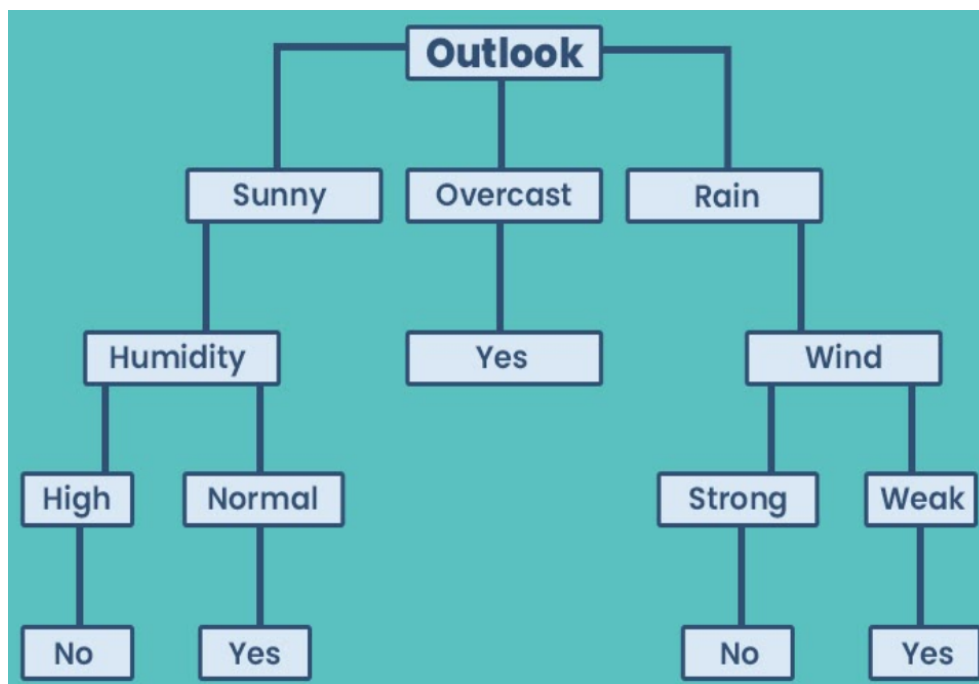 Outlook
Sunny
Overcast
Rain
Humidity
Yes
Wind
High
Normal
Strong
Weak
No
Yes
No
Yes